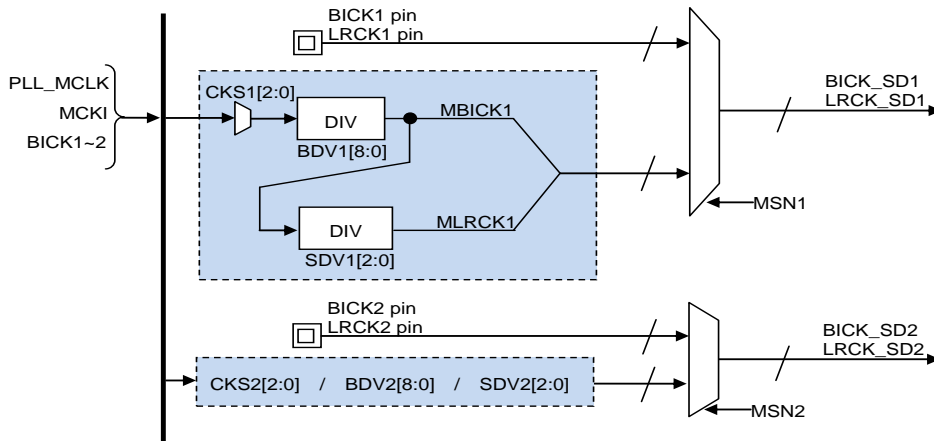 BICK1 pin
LRCK1 pin
PLL_MCLK
MCKI
BICK1~2
CKS1[2:0]
DIV
BDV1[8:0]
MBICK1
DIV
SDV1[2:0]
MLRCK1
BICK_SD1
LRCK_SD1
MSN1
BICK2 pin
LRCK2 pin
CKS2[2:0] / BDV2[8:0] / SDV2[2:0]
BICK_SD2
LRCK_SD2
MSN2